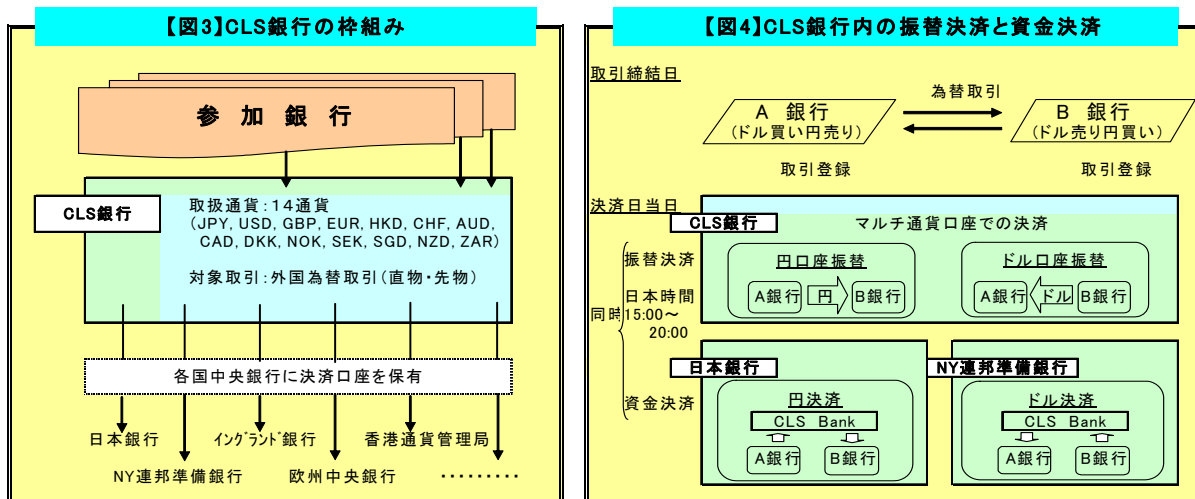 【図3】CLS銀行の枠組み
参 加 銀 行
CLS銀行
取扱通貨:14通貨
(JPY, USD, GBP, EUR, HKD, CHF, AUD,
CAD, DKK, NOK, SEK, SGD, NZD, ZAR)
対象取引:外国為替取引(直物・先物)
各国中央銀行に決済口座を保有
日本銀行
イングランド銀行
香港通貨管理局
NY連邦準備銀行
欧州中央銀行
・・・・・・・・・
【図4】CLS銀行内の振替決済と資金決済
取引締結日
為替取引
A 銀行
(ドル買い円売り)
B 銀行
(ドル売り円買い)
取引登録
取引登録
決済日当日
CLS銀行
マルチ通貨口座での決済
振替決済
円口座振替
A銀行
円
B銀行
ドル口座振替
A銀行
ドル
B銀行
同時
日本時間
15:00~
20:00
日本銀行
NY連邦準備銀行
資金決済
円決済
CLS Bank
A銀行
B銀行
ドル決済
CLS Bank
A銀行
B銀行